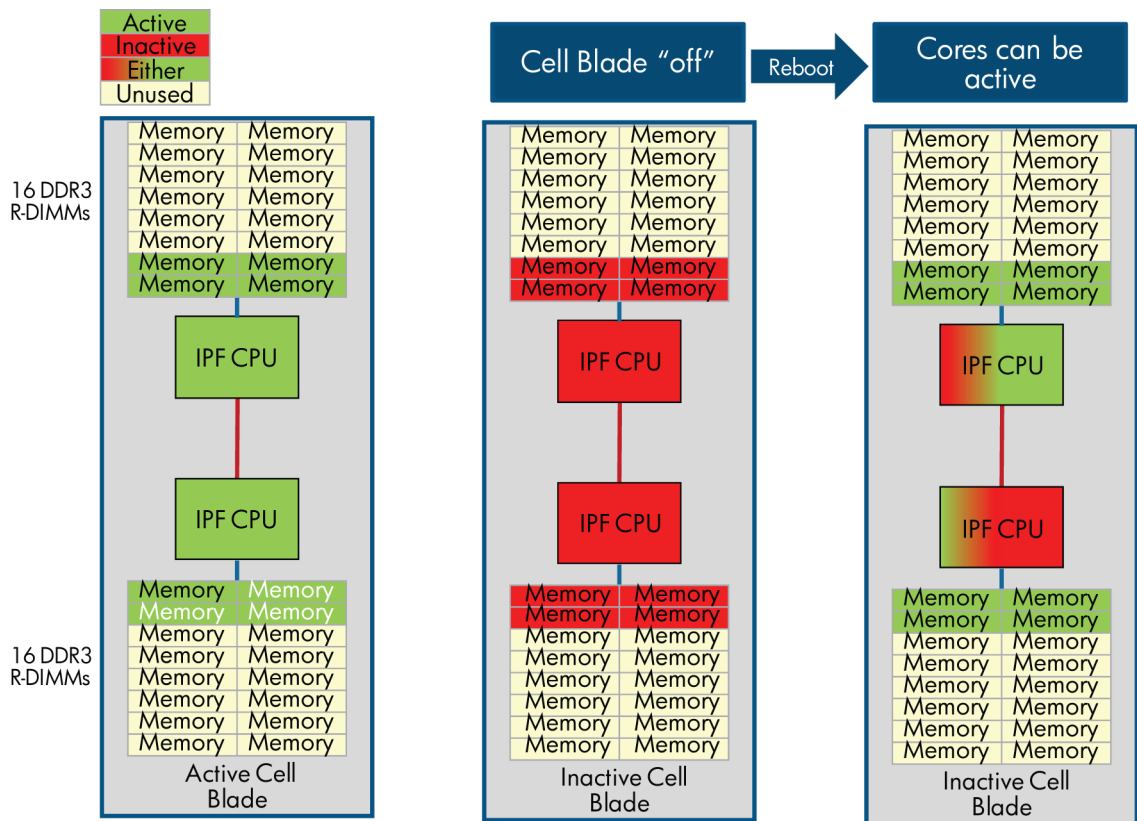 Active
Inactive
Either
Unused
Cell Blade “off”
Reboot
Cores can be
active
16 DDR3
R-DIMMs
Memory Memory
Memory Memory
Memory Memory
Memory Memory
Memory Memory
Memory Memory
Memory Memory
Memory Memory
IPF CPU
IPF CPU
16 DDR3
R-DIMMs
Memory Memory
Memory Memory
Memory Memory
Memory Memory
Memory Memory
Memory Memory
Memory Memory
Memory Memory
Active Cell
Blade
Memory Memory
Memory Memory
Memory Memory
Memory Memory
Memory Memory
Memory Memory
Memory Memory
Memory Memory
IPF CPU
IPF CPU
Memory Memory
Memory Memory
Memory Memory
Memory Memory
Memory Memory
Memory Memory
Memory Memory
Memory Memory
Inactive Cell
Blade
Memory Memory
Memory Memory
Memory Memory
Memory Memory
Memory Memory
Memory Memory
Memory Memory
Memory Memory
IPF CPU
IPF CPU
Memory Memory
Memory Memory
Memory Memory
Memory Memory
Memory Memory
Memory Memory
Memory Memory
Memory Memory
Inactive Cell
Blade